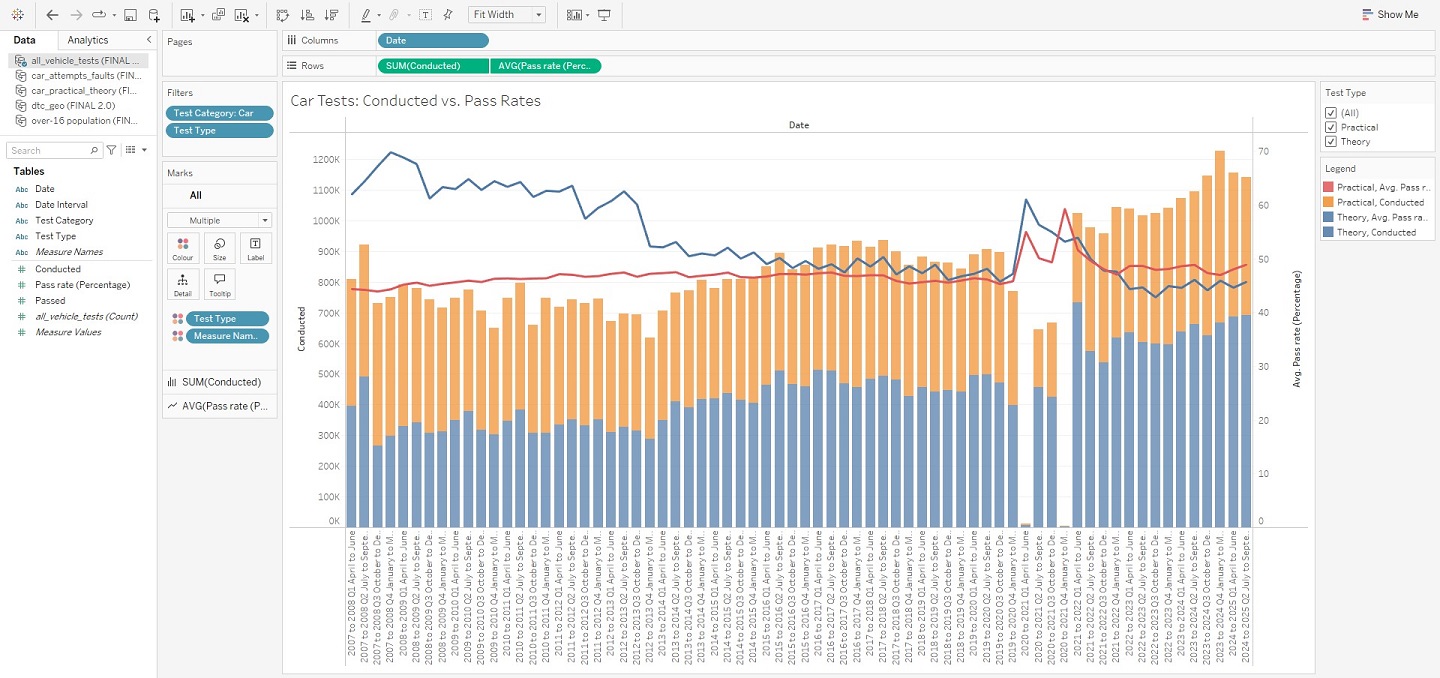 Fit Width
Show Me
Data
Analytics
all_vehicle_tests (FINAL ...
car_attempts_faults (FIN...
car_practical_theory (FI...
dtc_geo (FINAL 2.0)
over-16 population (FIN...
Search
Tables
Abc Date
Abc Date Interval
Abc Test Category
Abc Test Type
Abc Measure Names
Conducted
Pass rate (Percentage)
Passed
all_vehicle_tests (Count)
Measure Values
Pages
Filters
Test Category: Car
Test Type
Marks
All
Multiple
Colour
Size
Label
Detail
Tooltip
Test Type
Measure Nam..
SUM(Conducted)
AVG(Pass rate (P...
Columns
Date
Rows
SUM(Conducted)
AVG(Pass rate (Perc..
Car Tests: Conducted vs. Pass Rates
Date
Conducted
1200K
1100K
1000K
900K
800K
700K
600K
500K
400K
300K
200K
100K
0K
70
60
50
40
30
20
10
0
Avg. Pass rate (Percentage)
2007 to 2008 Q1 April to June
2007 to 2008 Q2 July to Septe..
2007 to 2008 Q3 October to De..
2007 to 2008 Q4 January to M..
2008 to 2009 Q1 April to June
2008 to 2009 Q2 July to Septe..
2008 to 2009 Q3 October to De..
2008 to 2009 Q4 January to M..
2009 to 2010 Q1 April to June
2009 to 2010 Q2 July to Septe..
2009 to 2010 Q3 October to De..
2009 to 2010 Q4 January to M..
2010 to 2011 Q1 April to June
2010 to 2011 Q2 July to Septe..
2010 to 2011 Q3 October to De..
2010 to 2011 Q4 January to M..
2011 to 2012 Q1 April to June
2011 to 2012 Q2 July to Septe..
2011 to 2012 Q3 October to De..
2011 to 2012 Q4 January to M..
2012 to 2013 Q1 April to June
2012 to 2013 Q2 July to Septe..
2012 to 2013 Q3 October to De..
2012 to 2013 Q4 January to M..
2013 to 2014 Q1 April to June
2013 to 2014 Q2 July to Septe..
2013 to 2014 Q3 October to De..
2013 to 2014 Q4 January to M..
2014 to 2015 Q1 April to June
2014 to 2015 Q2 July to Septe..
2014 to 2015 Q3 October to De..
2014 to 2015 Q4 January to M..
2015 to 2016 Q1 April to June
2015 to 2016 Q2 July to Septe..
2015 to 2016 Q3 October to De..
2015 to 2016 Q4 January to M..
2016 to 2017 Q1 April to June
2016 to 2017 Q2 July to Septe..
2016 to 2017 Q3 October to De..
2016 to 2017 Q4 January to M..
2017 to 2018 Q1 April to June
2017 to 2018 Q2 July to Septe..
2017 to 2018 Q3 October to De..
2017 to 2018 Q4 January to M..
2018 to 2019 Q1 April to June
2018 to 2019 Q2 July to Septe..
2018 to 2019 Q3 October to De..
2018 to 2019 Q4 January to M..
2019 to 2020 Q1 April to June
2019 to 2020 Q2 July to Septe..
2019 to 2020 Q3 October to De..
2019 to 2020 Q4 January to M..
2020 to 2021 Q1 April to June
2020 to 2021 Q2 July to Septe..
2020 to 2021 Q3 October to De..
2020 to 2021 Q4 January to M..
2021 to 2022 Q1 April to June
2021 to 2022 Q2 July to Septe..
2021 to 2022 Q3 October to De..
2021 to 2022 Q4 January to M..
2022 to 2023 Q1 April to June
2022 to 2023 Q2 July to Septe..
2022 to 2023 Q3 October to De..
2022 to 2023 Q4 January to M..
2023 to 2024 Q1 April to June
2023 to 2024 Q2 July to Septe..
2023 to 2024 Q3 October to De..
2023 to 2024 Q4 January to M..
2024 to 2025 Q1 April to June
2024 to 2025 Q2 July to Septe..
Test Type
(All)
Practical
Theory
Legend
Practical, Avg. Pass r..
Practical, Conducted
Theory, Avg. Pass ra..
Theory, Conducted